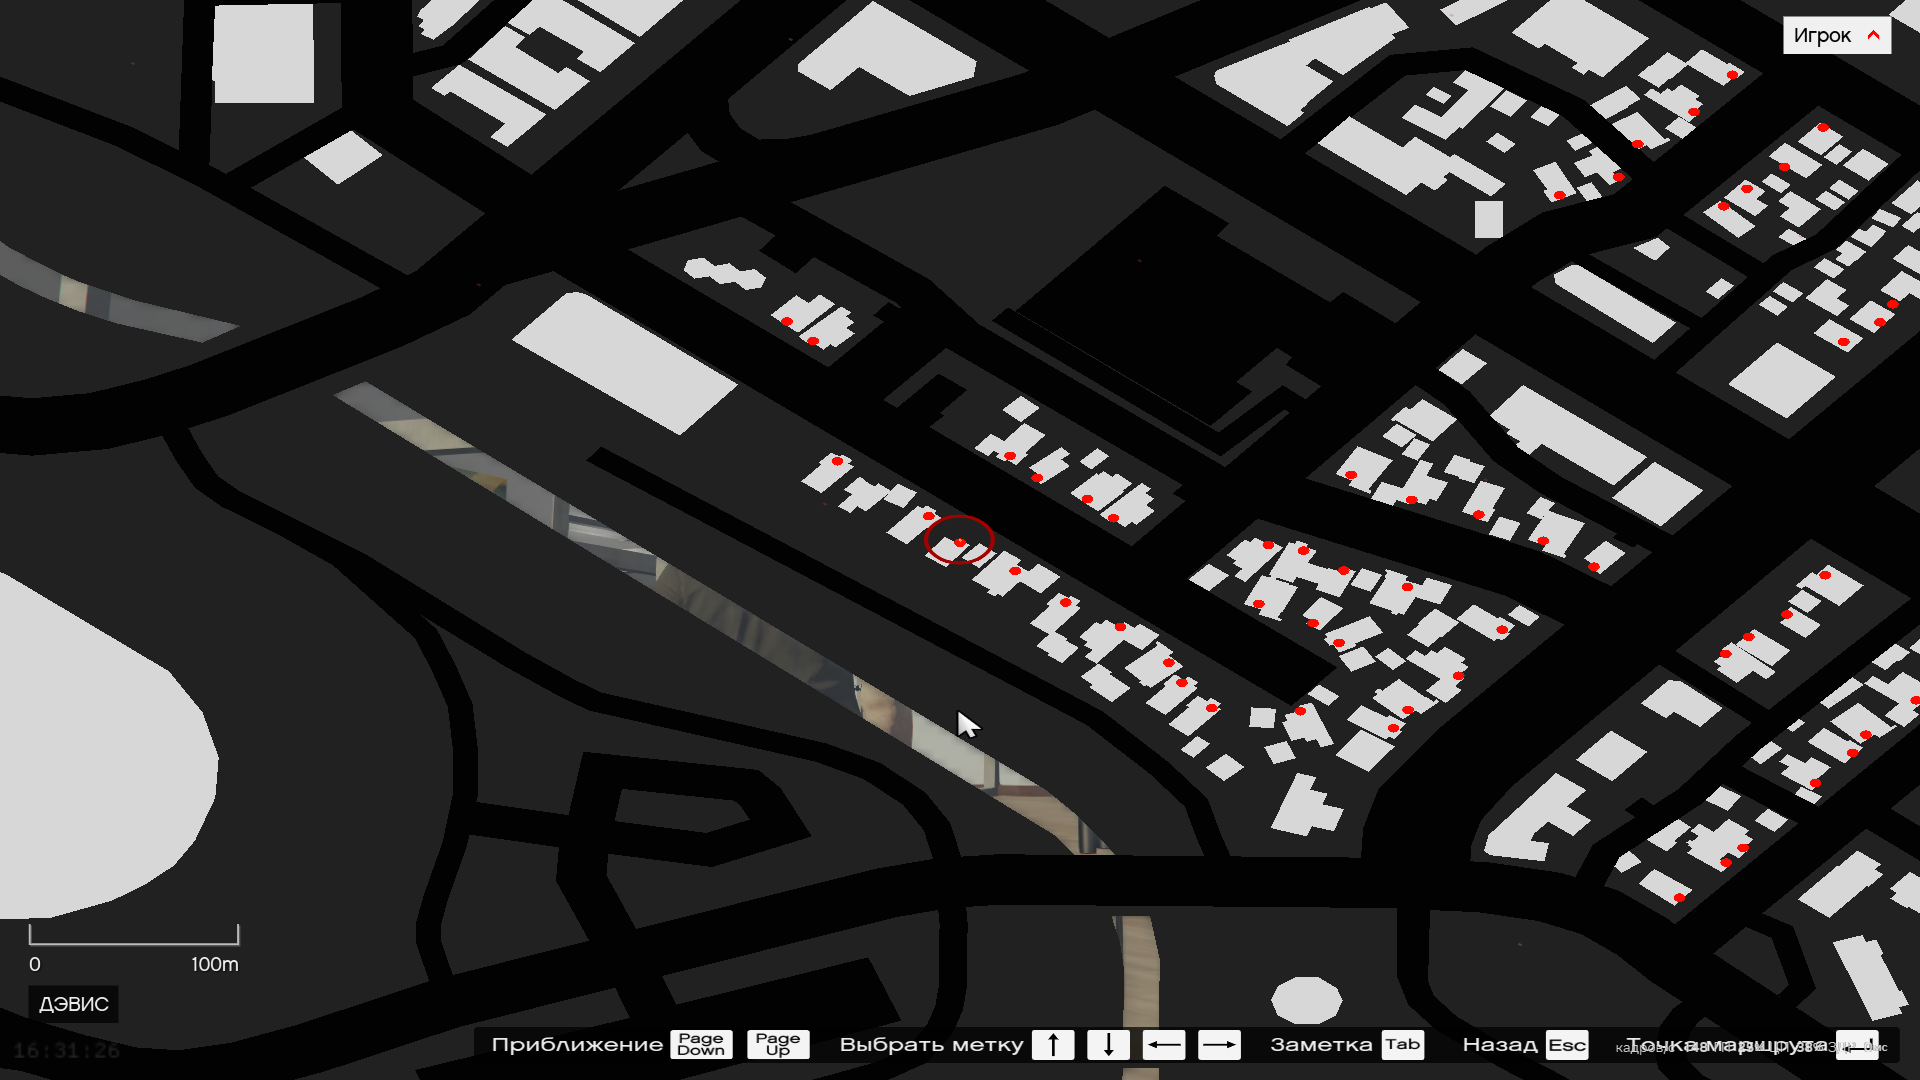 Игрок
0 100m
ДЭВИС
16:31:26
Приближение Page Down Page Up Выбрать метку ↑ ↓ ← → Заметка Tab Назад Esc Точка маршрута
кадров/с